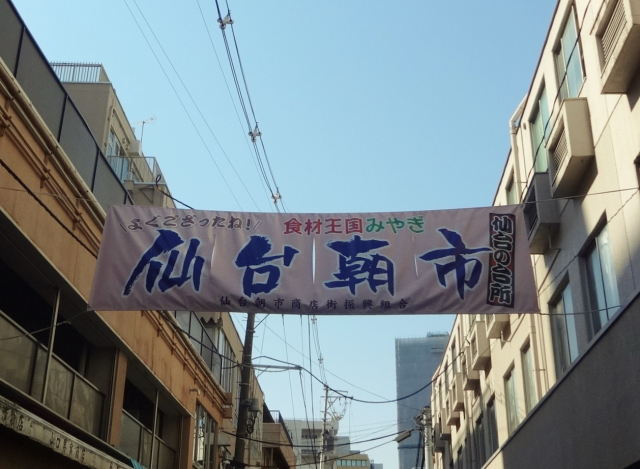 よぐござったね！
食材王国みやぎ
仙台朝市
仙台の台所
仙台朝市商店街振興組合